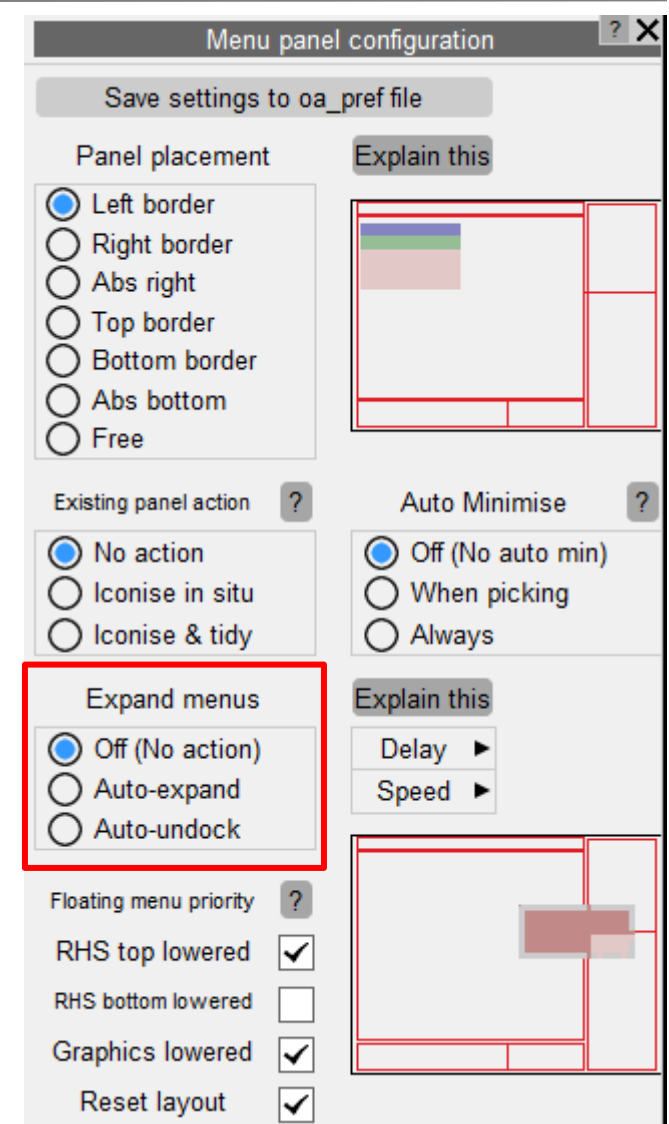 Menu panel configuration ?
Save settings to oa_pref file
Panel placement Explain this
Left border
Right border
Abs right
Top border
Bottom border
Abs bottom
Free
Existing panel action ? Auto Minimise ?
No action Off (No auto min)
Iconise in situ When picking
Iconise & tidy Always
Expand menus Explain this
Off (No action) Delay
Auto-expand Speed
Auto-undock
Floating menu priority ?
RHS top lowered
RHS bottom lowered
Graphics lowered
Reset layout